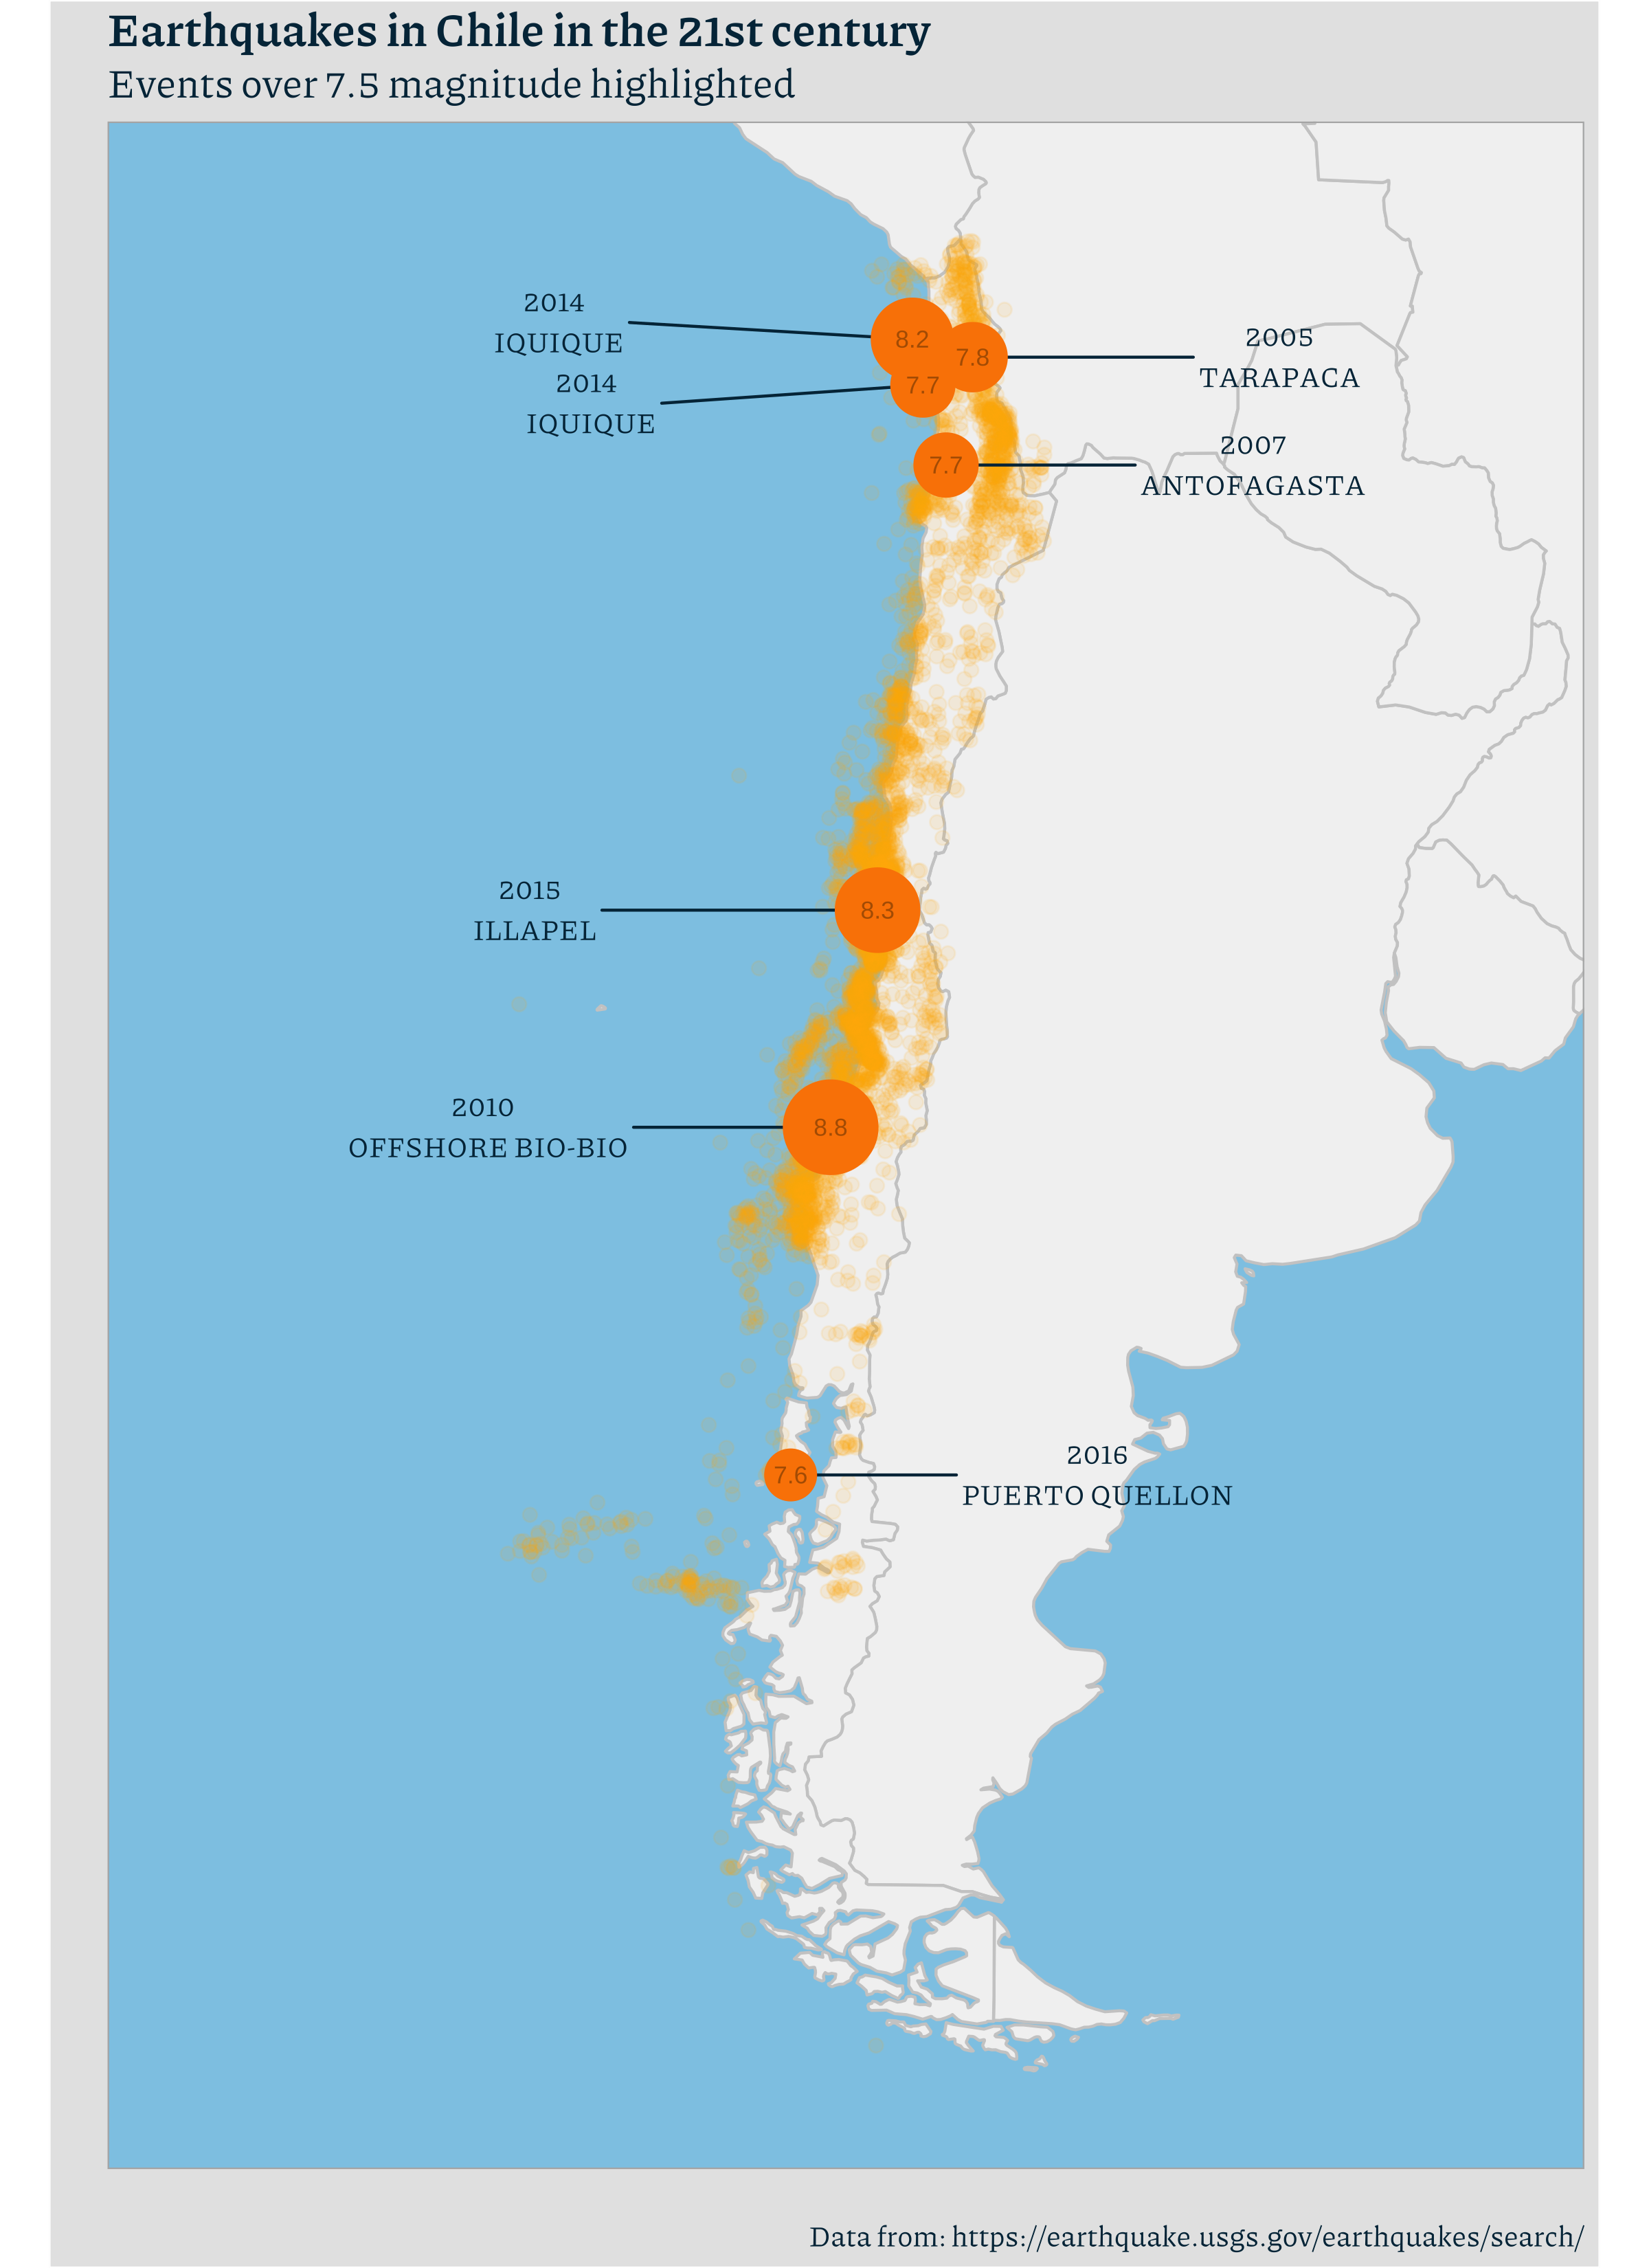 Earthquakes in Chile in the 21st century
Events over 7.5 magnitude highlighted
2014
IQUIQUE
8.2
2005
TARAPACA
7.8
2014
IQUIQUE
7.7
2007
ANTOFAGASTA
7.7
2015
ILLAPEL
8.3
2010
OFFSHORE BIO-BIO
8.8
2016
PUERTO QUELLON
7.6
Data from: https://earthquake.usgs.gov/earthquakes/search/